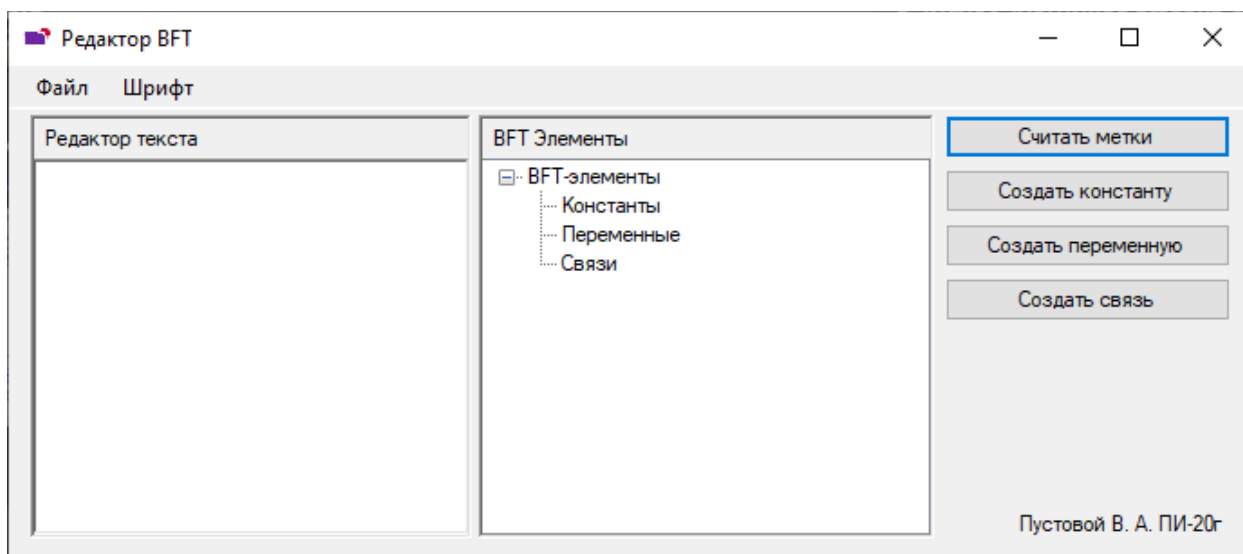 Редактор BFT
Файл Шрифт
Редактор текста
BFT Элементы
BFT-элементы
Константы
Переменные
Связи
Считать метки
Создать константу
Создать переменную
Создать связь
Пустовой В. А. ПИ-20г